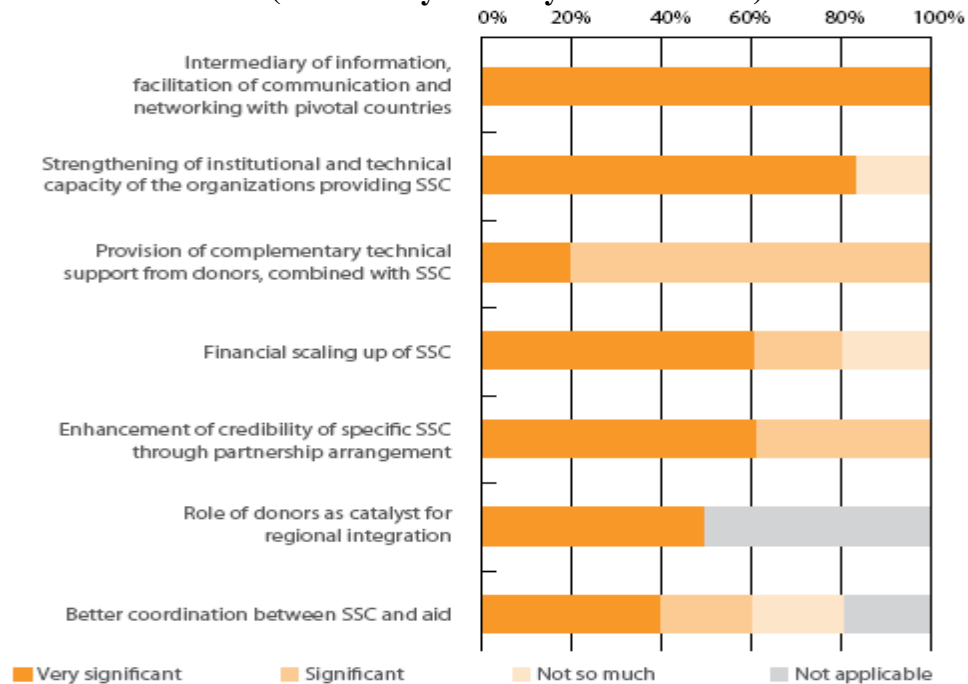 0% 20% 40% 60% 80% 100%
Intermediary of information,
facilitation of communication and
networking with pivotal countries
Strengthening of institutional and technical
capacity of the organizations providing SSC
Provision of complementary technical
support from donors, combined with SSC
Financial scaling up of SSC
Enhancement of credibility of specific SSC
through partnership arrangement
Role of donors as catalyst for
regional integration
Better coordination between SSC and aid
Very significant Significant Not so much Not applicable